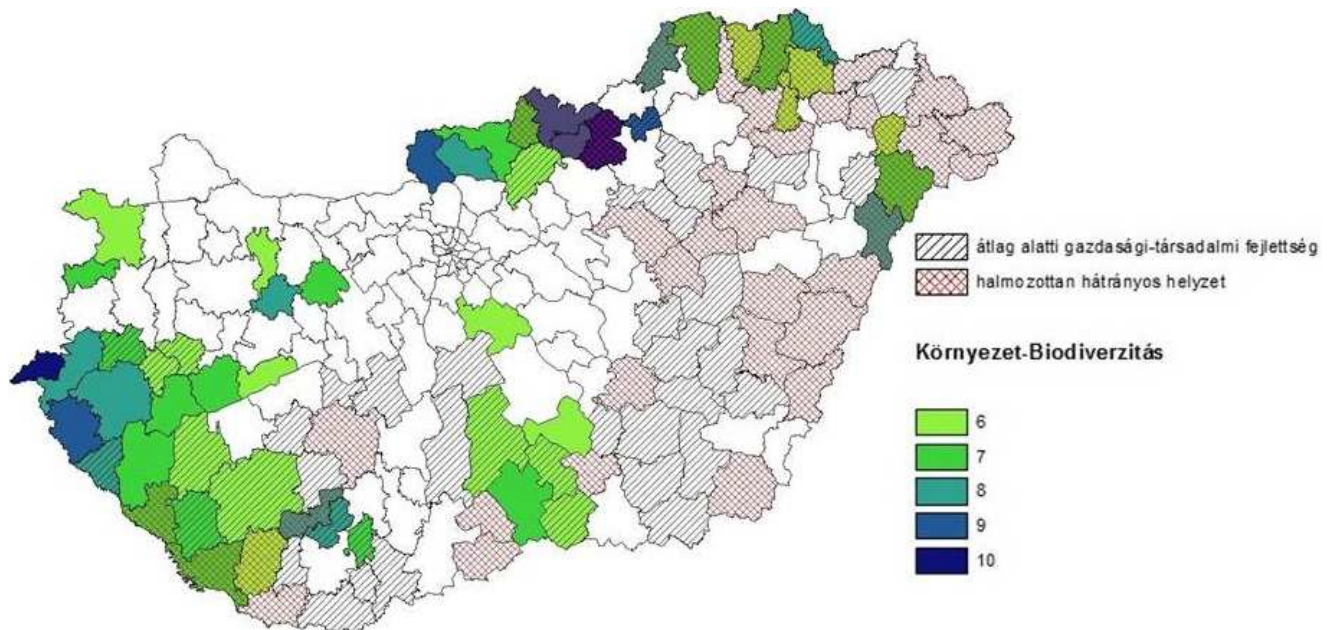 átlag alatti gazdasági-társadalmi fejlettség
halmozottan hátrányos helyzet
Környezet-Biodiverzitás
6
7
8
9
10